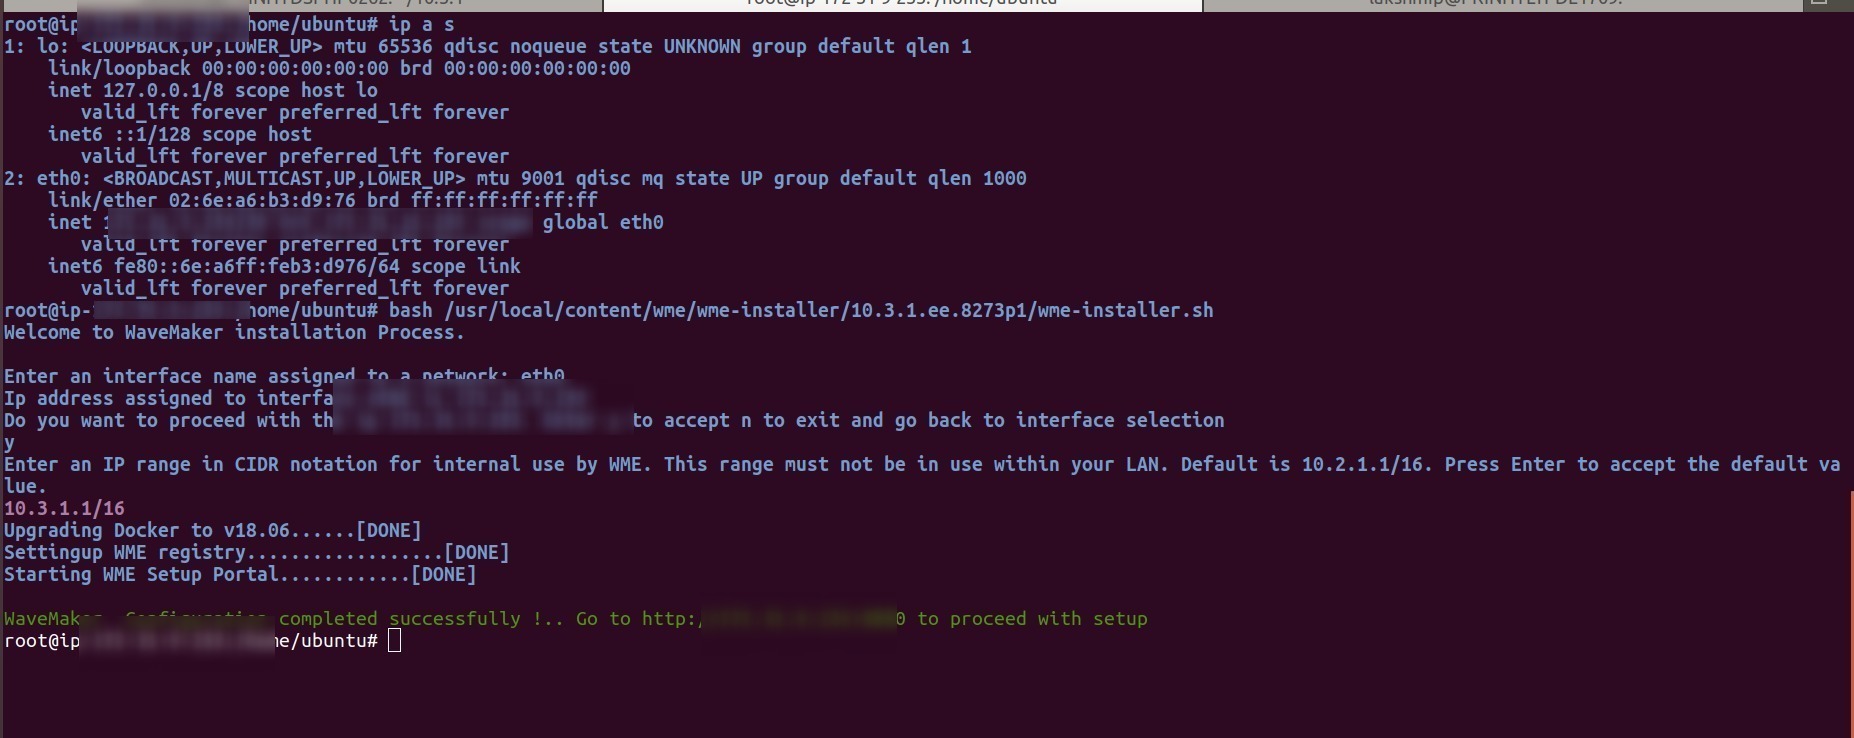 root@ip home/ubuntu# ip a s
1: lo: <LOOPBACK,UP,LOWER_UP> mtu 65536 qdisc noqueue state UNKNOWN group default qlen 1
link/loopback 00:00:00:00:00:00 brd 00:00:00:00:00:00
inet 127.0.0.1/8 scope host lo
valid_lft forever preferred_lft forever
inet6 ::1/128 scope host
valid_lft forever preferred_lft forever
2: eth0: <BROADCAST,MULTICAST,UP,LOWER_UP> mtu 9001 qdisc mq state UP group default qlen 1000
link/ether 02:6e:a6:b3:d9:76 brd ff:ff:ff:ff:ff:ff
inet 1 global eth0
valid_lft forever preferred_lft forever
inet6 fe80::6e:a6ff:feb3:d976/64 scope link
valid_lft forever preferred_lft forever
root@ip- home/ubuntu# bash /usr/local/content/wme/wme-installer/10.3.1.ee.8273p1/wme-installer.sh
Welcome to WaveMaker installation Process.
Enter an interface name assigned to a network: eth0
Ip address assigned to
Do you want to proceed with to accept n to exit and go back to interface selection
y
Enter an IP range in CIDR notation for internal use by WME. This range must not be in use within your LAN. Default is 10.2.1.1/16. Press Enter to accept the default va
lue.
10.3.1.1/16
Upgrading Docker to v18.06......[DONE]
Settingup WME registry..................[DONE]
Starting WME Setup Portal............[DONE]
WaveMaker Configuration completed successfully !.. Go to http:/ 0 to proceed with setup
root@ip me/ubuntu#